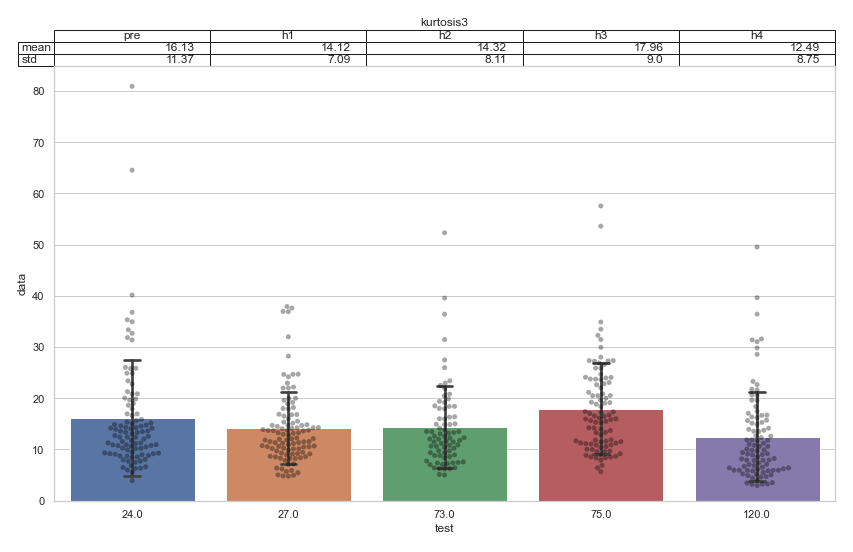 kurtosis3
pre h1 h2 h3 h4
mean 16.13 14.12 14.32 17.96 12.49
std 11.37 7.09 8.11 9.0 8.75
80
70
60
50
40
30
20
10
0
data
24.0 27.0 73.0 75.0 120.0
test